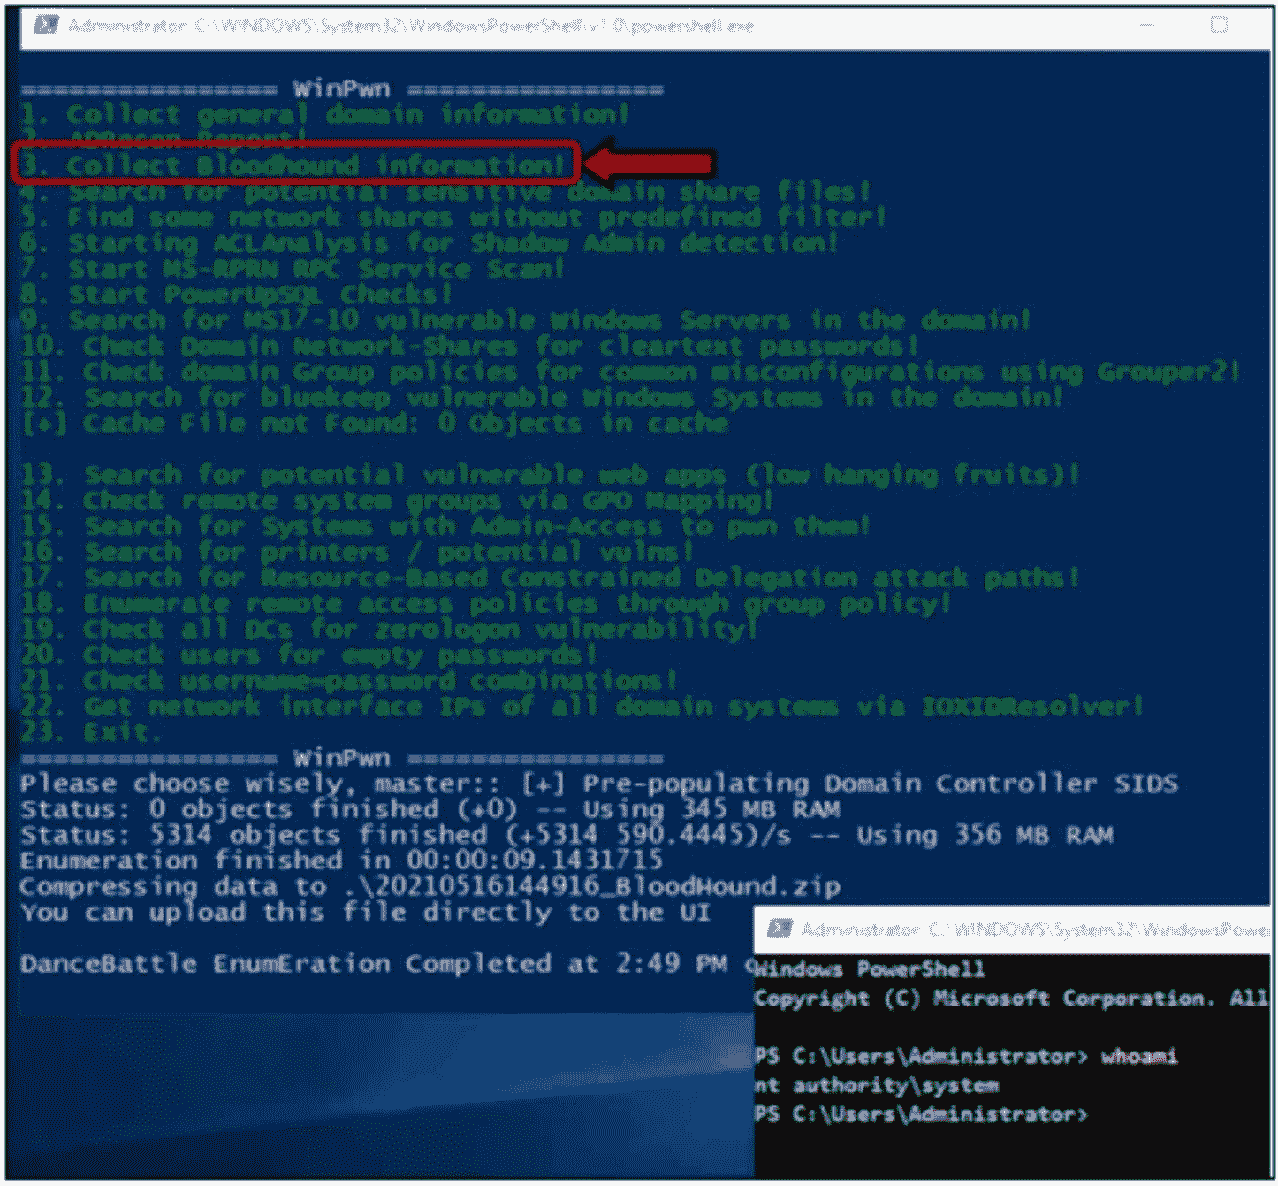 Administrator C:\WINDOWS\System32\WindowsPowerShell\v1.0\powershell.exe
================ WinPwn ================
1. Collect general domain information!
2. ADRecon Report!
3. Collect Bloodhound information!
4. Search for potential sensitive domain share files!
5. Find some network shares without predefined filter!
6. Starting ACLAnalysis for Shadow Admin detection!
7. Start MS-RPRN RPC Service Scan!
8. Start PowerUpSQL Checks!
9. Search for MS17-10 vulnerable Windows Servers in the domain!
10. Check Domain Network-Shares for cleartext passwords!
11. Check domain Group policies for common misconfigurations using Grouper2!
12. Search for bluekeep vulnerable Windows Systems in the domain!
[+] Cache File not Found: 0 Objects in cache
13. Search for potential vulnerable web apps (low hanging fruits)!
14. Check remote system groups via GPO Mapping!
15. Search for Systems with Admin-Access to pwn them!
16. Search for printers / potential vulns!
17. Search for Resource-Based Constrained Delegation attack paths!
18. Enumerate remote access policies through group policy!
19. Check all DCs for zerologon vulnerability!
20. Check users for empty passwords!
21. Check username=password combinations!
22. Get network interface IPs of all domain systems via IOXIDResolver!
23. Exit.
================ WinPwn ================
Please choose wisely, master:: [+] Pre-populating Domain Controller SIDS
Status: 0 objects finished (+0) -- Using 345 MB RAM
Status: 5314 objects finished (+5314 590.4445)/s -- Using 356 MB RAM
Enumeration finished in 00:00:09.1431715
Compressing data to .\20210516144916_BloodHound.zip
You can upload this file directly to the UI
DanceBattle EnumEration Completed at 2:49 PM
Administrator C:\WINDOWS\System32\WindowsPowe
Windows PowerShell
Copyright (C) Microsoft Corporation. All
PS C:\Users\Administrator> whoami
nt authority\system
PS C:\Users\Administrator>